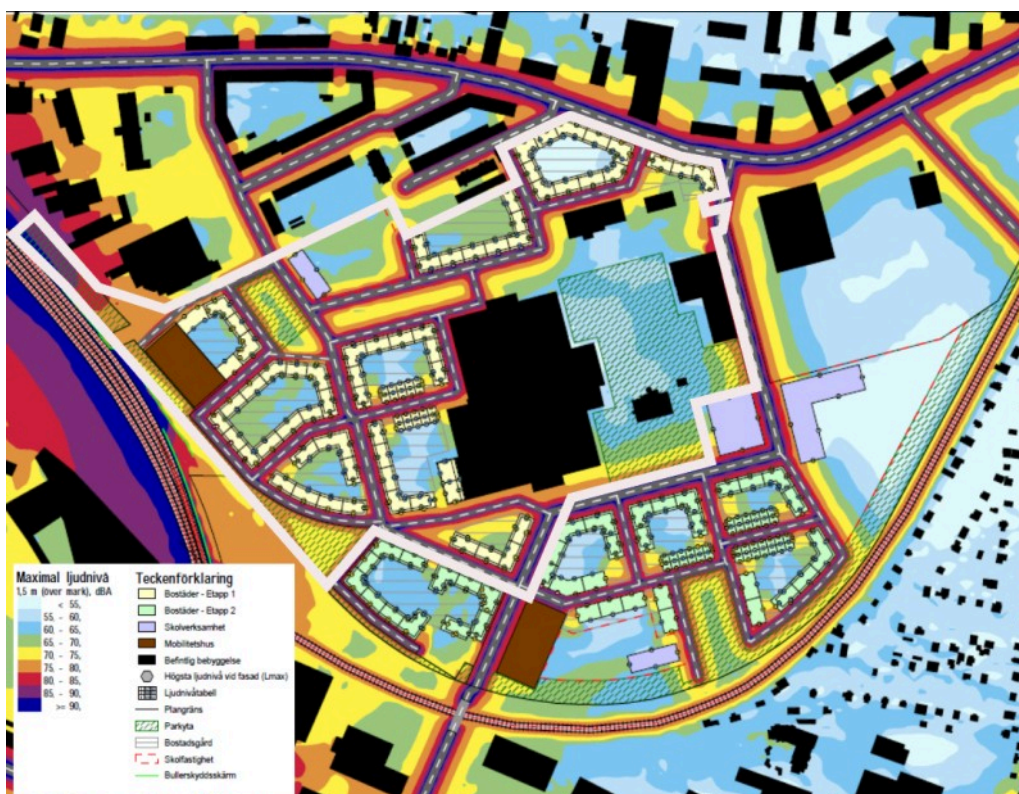 Maximal ljudnivå
1,5 m (över mark), dBA
< 55,
55,- 60,
60,- 65,
65,- 70,
70,- 75,
75,- 80,
80,- 85,
85,- 90,
>= 90,
Teckenförklaring
Bostäder - Etapp 1
Bostäder - Etapp 2
Skolverksamhet
Mobilitetshus
Befintlig bebyggelse
Högsta ljudnivå vid fasad (Lmax)
Ljudnivåtabell
Plangräns
Parkyta
Bostadsgård
Skolfastighet
Bullerskyddsskärm